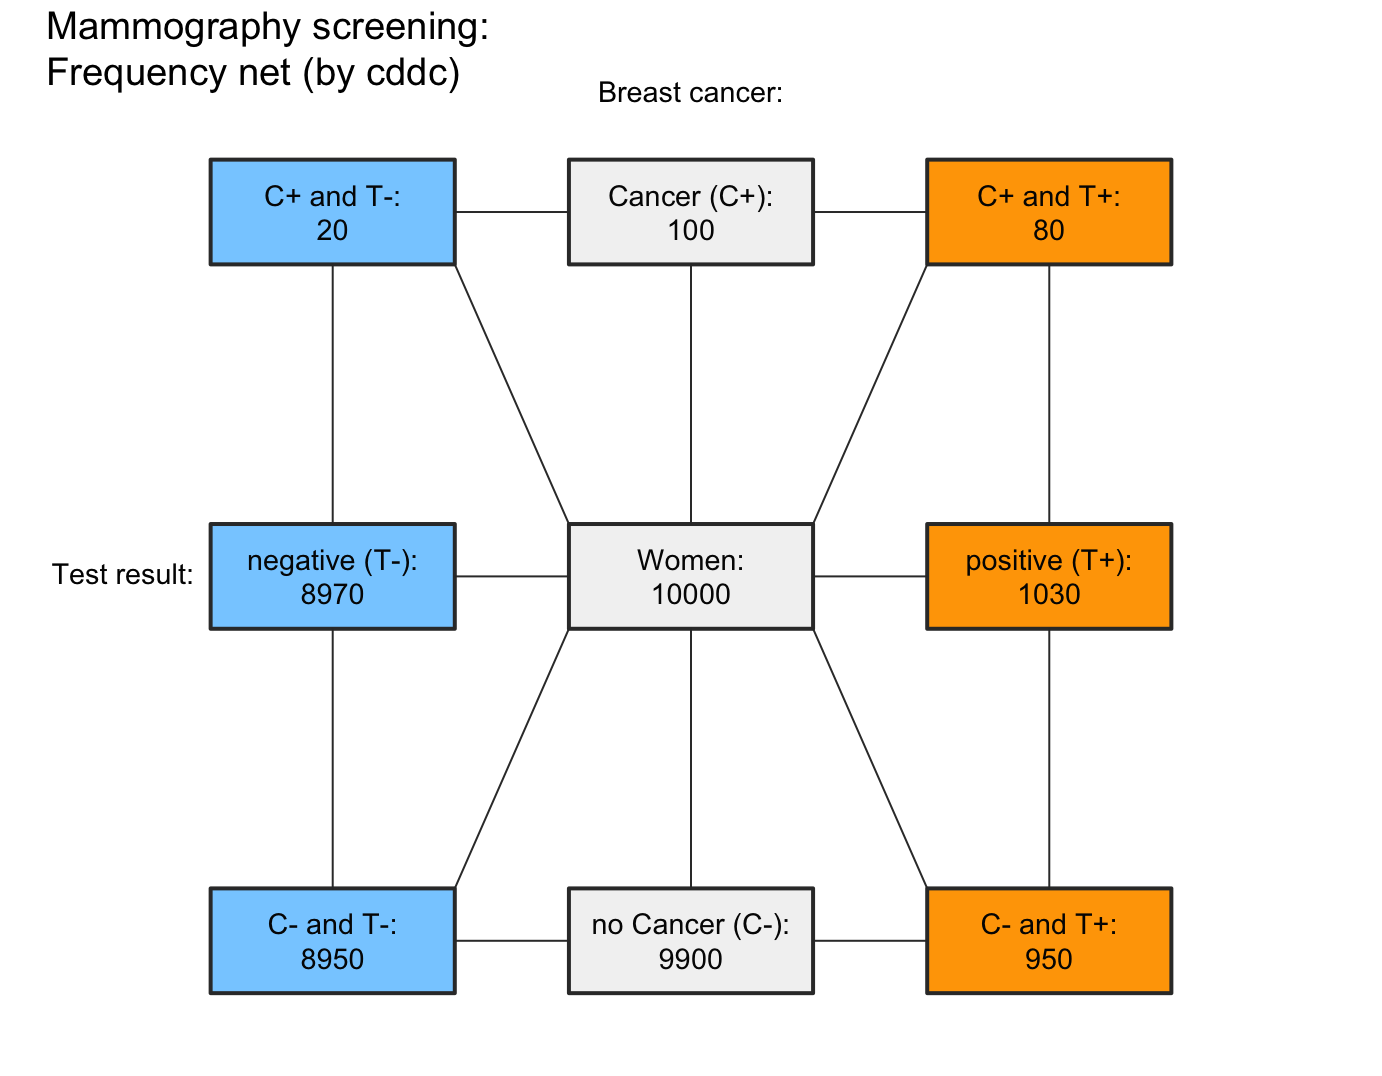 Mammography screening:
Frequency net (by cddc)
Breast cancer:
C+ and T-:
20
Cancer (C+):
100
C+ and T+:
80
Test result:
negative (T-):
8970
Women:
10000
positive (T+):
1030
C- and T-:
8950
no Cancer (C-):
9900
C- and T+:
950